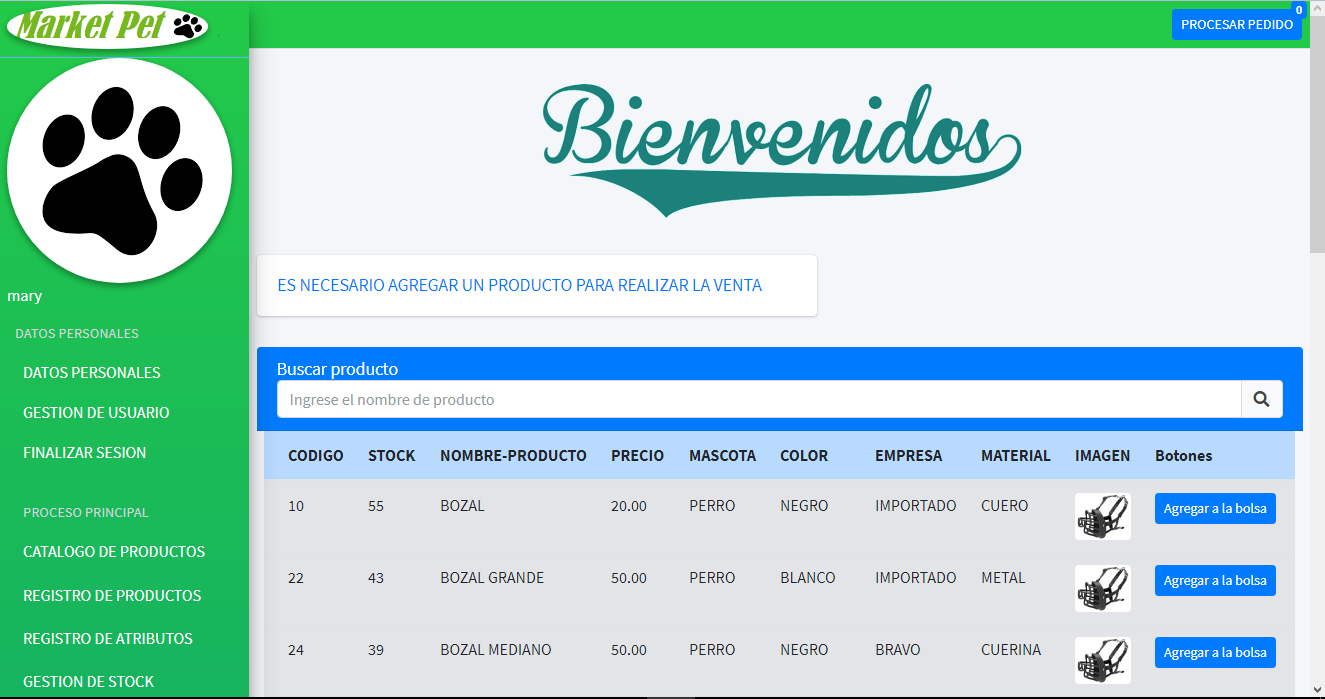 Market Pet
PROCESAR PEDIDO
0
Bienvenidos
mary
DATOS PERSONALES
DATOS PERSONALES
GESTION DE USUARIO
FINALIZAR SESION
PROCESO PRINCIPAL
CATALOGO DE PRODUCTOS
REGISTRO DE PRODUCTOS
REGISTRO DE ATRIBUTOS
GESTION DE STOCK
ES NECESARIO AGREGAR UN PRODUCTO PARA REALIZAR LA VENTA
Buscar producto
Ingrese el nombre de producto
CODIGO STOCK NOMBRE-PRODUCTO PRECIO MASCOTA COLOR EMPRESA MATERIAL IMAGEN Botones
10 55 BOZAL 20.00 PERRO NEGRO IMPORTADO CUERO Agregar a la bolsa
22 43 BOZAL GRANDE 50.00 PERRO BLANCO IMPORTADO METAL Agregar a la bolsa
24 39 BOZAL MEDIANO 50.00 PERRO NEGRO BRAVO CUERINA Agregar a la bolsa